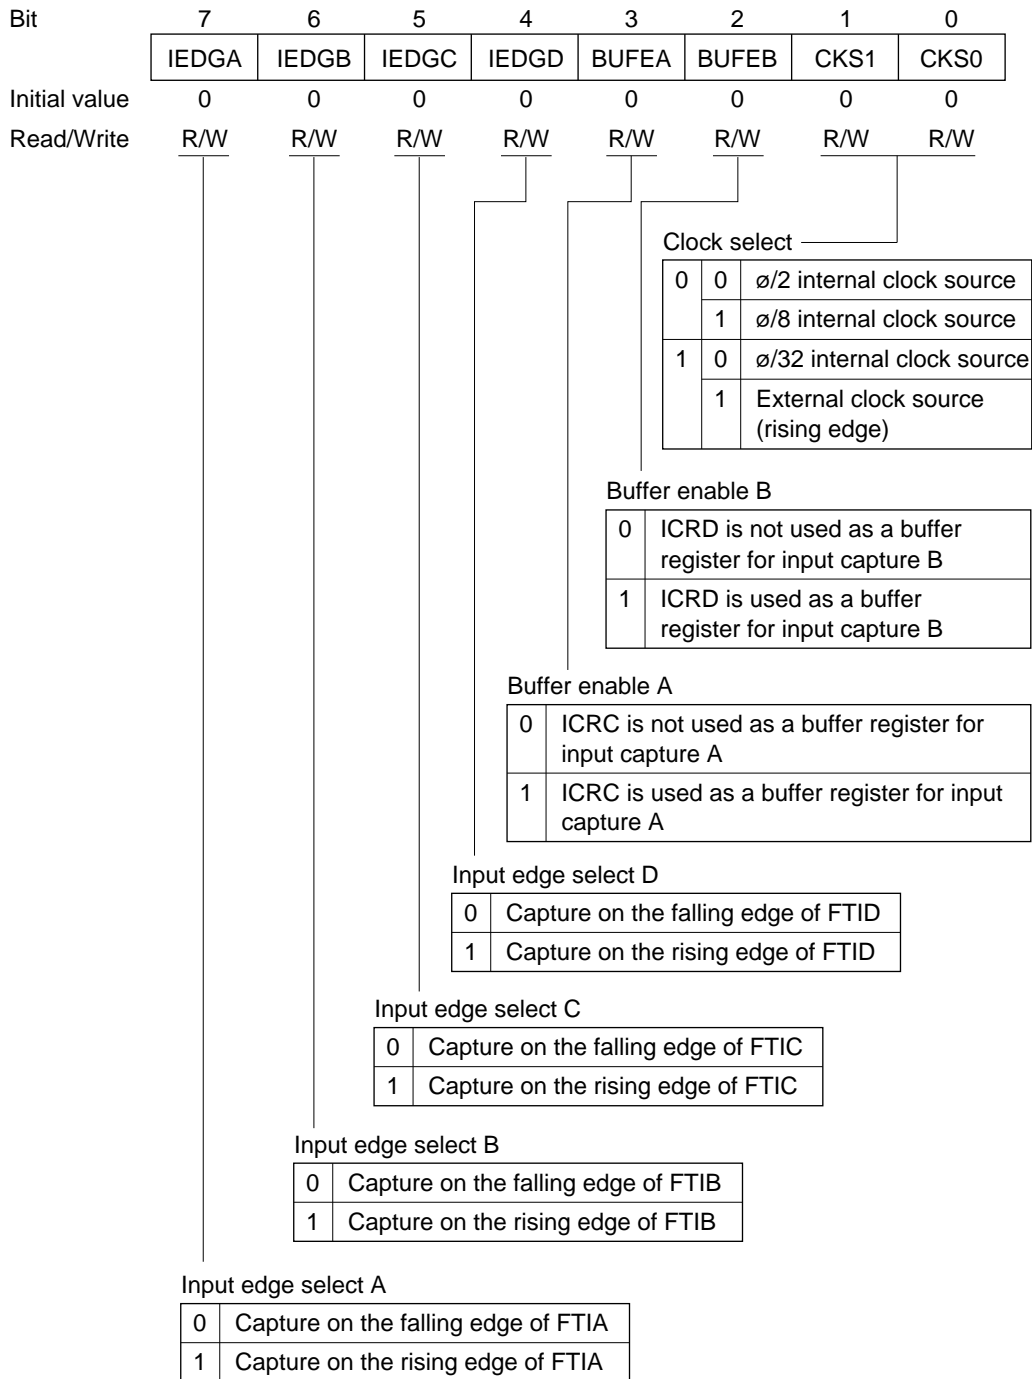 Bit 7 6 5 4 3 2 1 0
IEDGA IEDGB IEDGC IEDGD BUFEA BUFEB CKS1 CKS0
Initial value 0 0 0 0 0 0 0 0
Read/Write R/W R/W R/W R/W R/W R/W R/W R/W
Clock select
0 0 ø/2 internal clock source
1 ø/8 internal clock source
1 0 ø/32 internal clock source
1 External clock source
(rising edge)
Buffer enable B
0 ICRD is not used as a buffer
register for input capture B
1 ICRD is used as a buffer
register for input capture B
Buffer enable A
0 ICRC is not used as a buffer register for
input capture A
1 ICRC is used as a buffer register for input
capture A
Input edge select D
0 Capture on the falling edge of FTID
1 Capture on the rising edge of FTID
Input edge select C
0 Capture on the falling edge of FTIC
1 Capture on the rising edge of FTIC
Input edge select B
0 Capture on the falling edge of FTIB
1 Capture on the rising edge of FTIB
Input edge select A
0 Capture on the falling edge of FTIA
1 Capture on the rising edge of FTIA